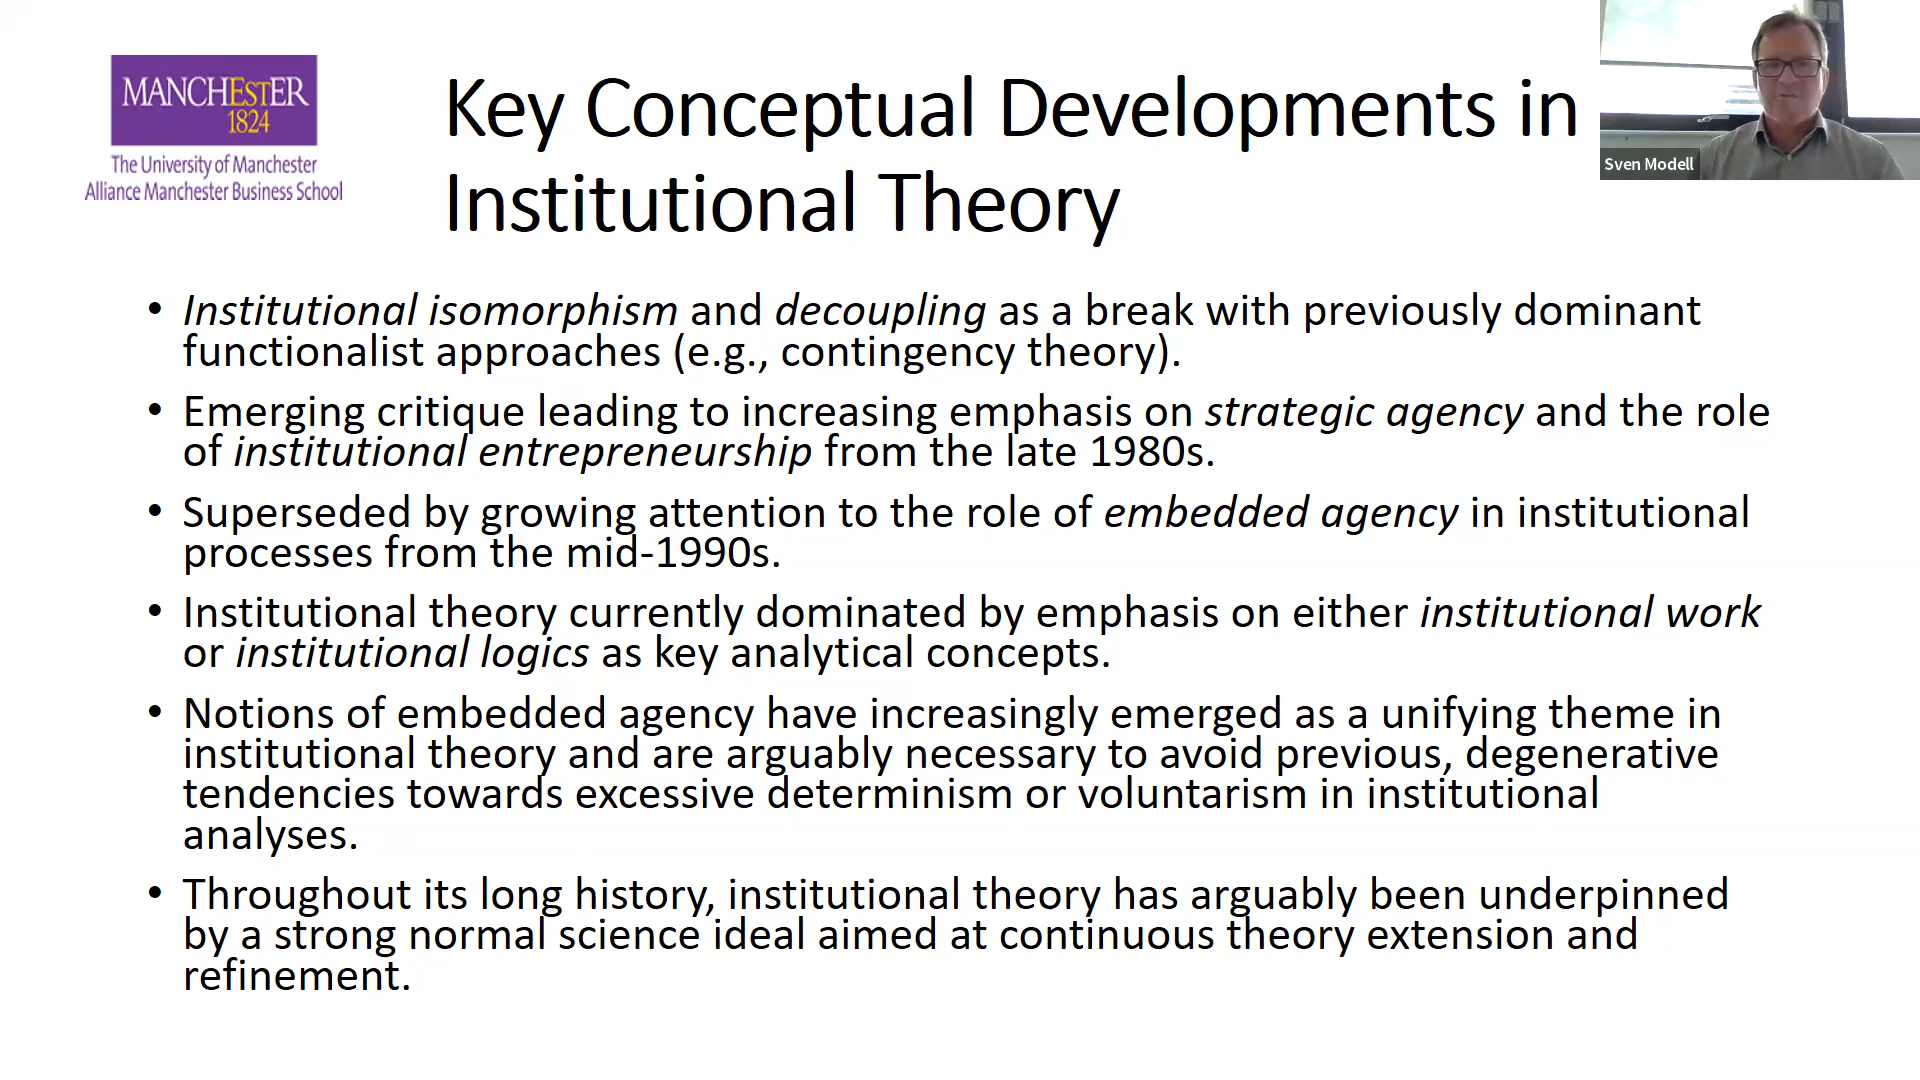 MANCHESTER
1824
The University of Manchester
Alliance Manchester Business School
Key Conceptual Developments in
Institutional Theory
Sven Modell
• Institutional isomorphism and decoupling as a break with previously dominant
functionalist approaches (e.g., contingency theory).
• Emerging critique leading to increasing emphasis on strategic agency and the role
of institutional entrepreneurship from the late 1980s.
• Superseded by growing attention to the role of embedded agency in institutional
processes from the mid-1990s.
• Institutional theory currently dominated by emphasis on either institutional work
or institutional logics as key analytical concepts.
• Notions of embedded agency have increasingly emerged as a unifying theme in
institutional theory and are arguably necessary to avoid previous, degenerative
tendencies towards excessive determinism or voluntarism in institutional
analyses.
• Throughout its long history, institutional theory has arguably been underpinned
by a strong normal science ideal aimed at continuous theory extension and
refinement.